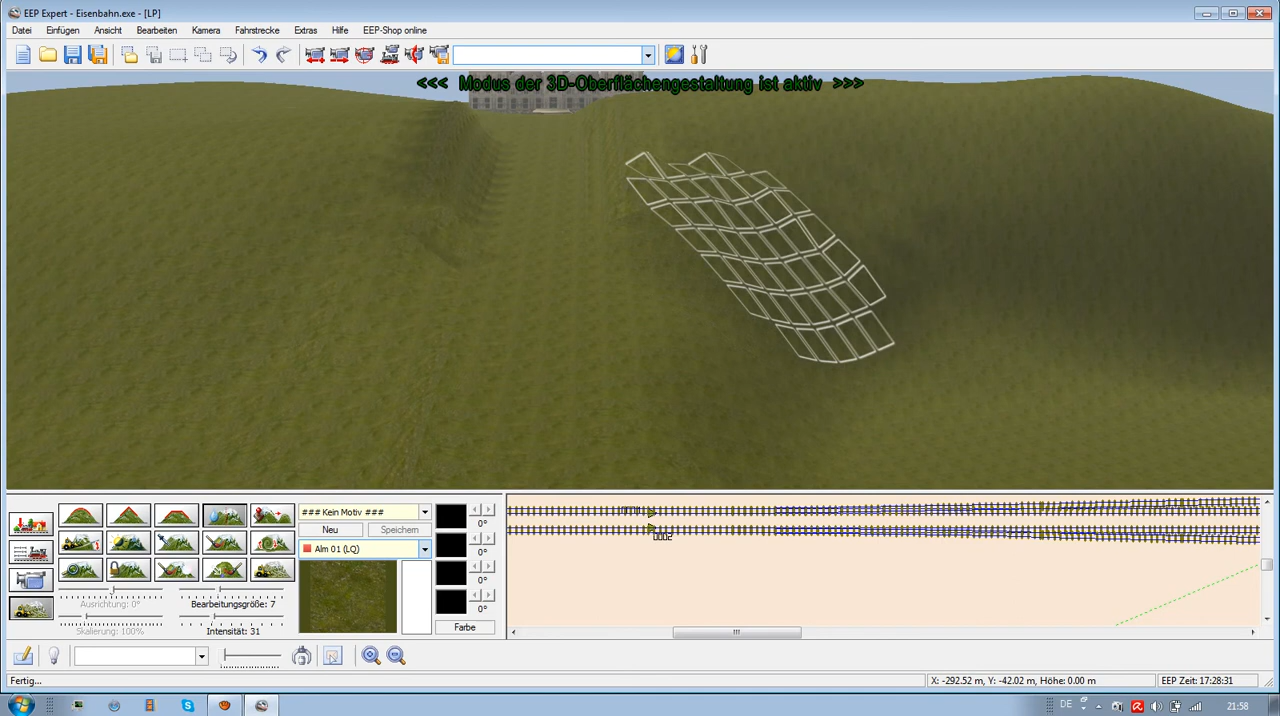 EEP Expert - Eisenbahn.exe - [LP]
Datei Einfügen Ansicht Bearbeiten Kamera Fahrstrecke Extras Hilfe EEP-Shop online
<<< Modus der 3D-Oberflächengestaltung ist aktiv >>>
### Kein Motiv ###
Neu Speichern
Alm 01 (LQ)
0°
0°
0°
0°
Farbe
Ausrichtung: 0° Bearbeitungsgröße: 7
Skalierung: 100% Intensität: 31
0002
Fertig... X: -292.52 m, Y: -42.02 m, Höhe: 0.00 m EEP Zeit: 17:28:31
DE 21:58